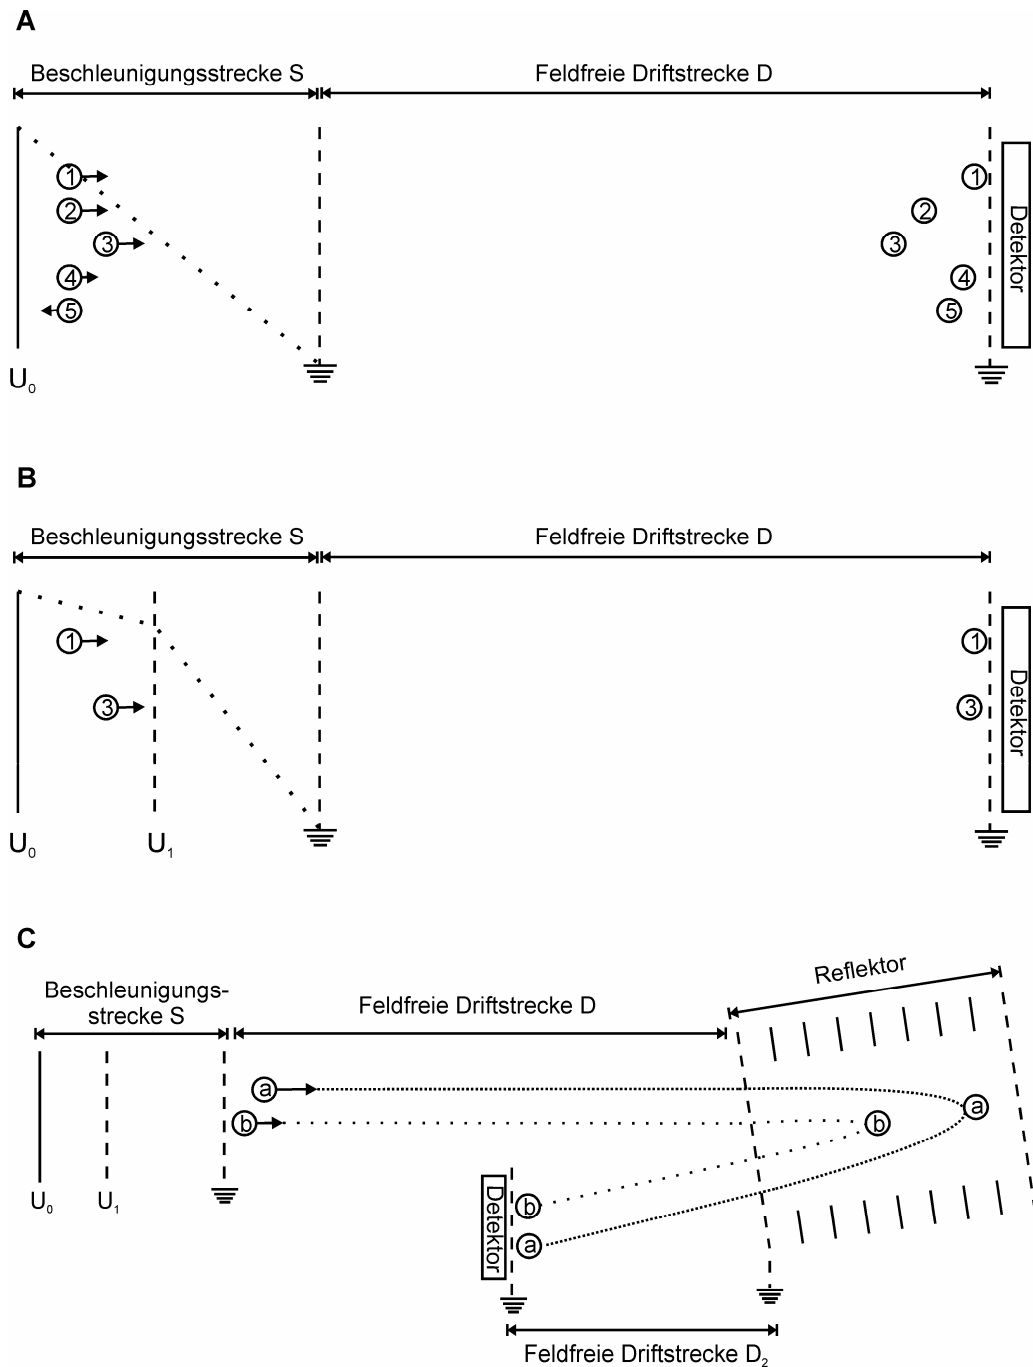 A
Beschleunigungsstrecke S
Feldfreie Driftstrecke D
1
1
2
2
3
3
4
4
5
5
Detektor
U₀
B
Beschleunigungsstrecke S
Feldfreie Driftstrecke D
1
1
3
3
Detektor
U₀
U₁
C
Reflektor
Beschleunigungs-
strecke S
Feldfreie Driftstrecke D
a
a
b
b
U₀
U₁
Detektor
b
a
Feldfreie Driftstrecke D₂